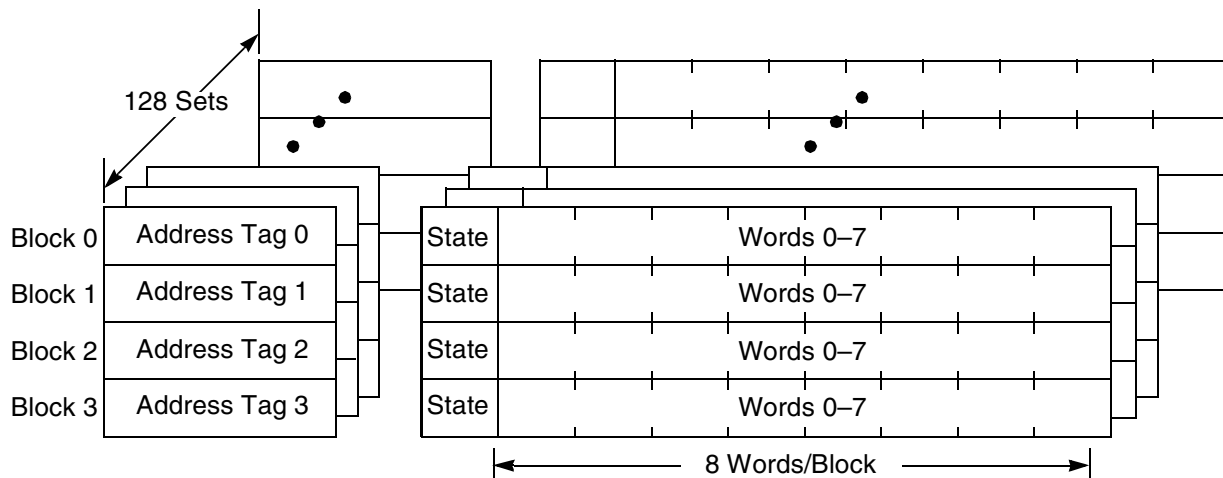 128 Sets
Block 0 Address Tag 0 State Words 0–7
Block 1 Address Tag 1 State Words 0–7
Block 2 Address Tag 2 State Words 0–7
Block 3 Address Tag 3 State Words 0–7
8 Words/Block